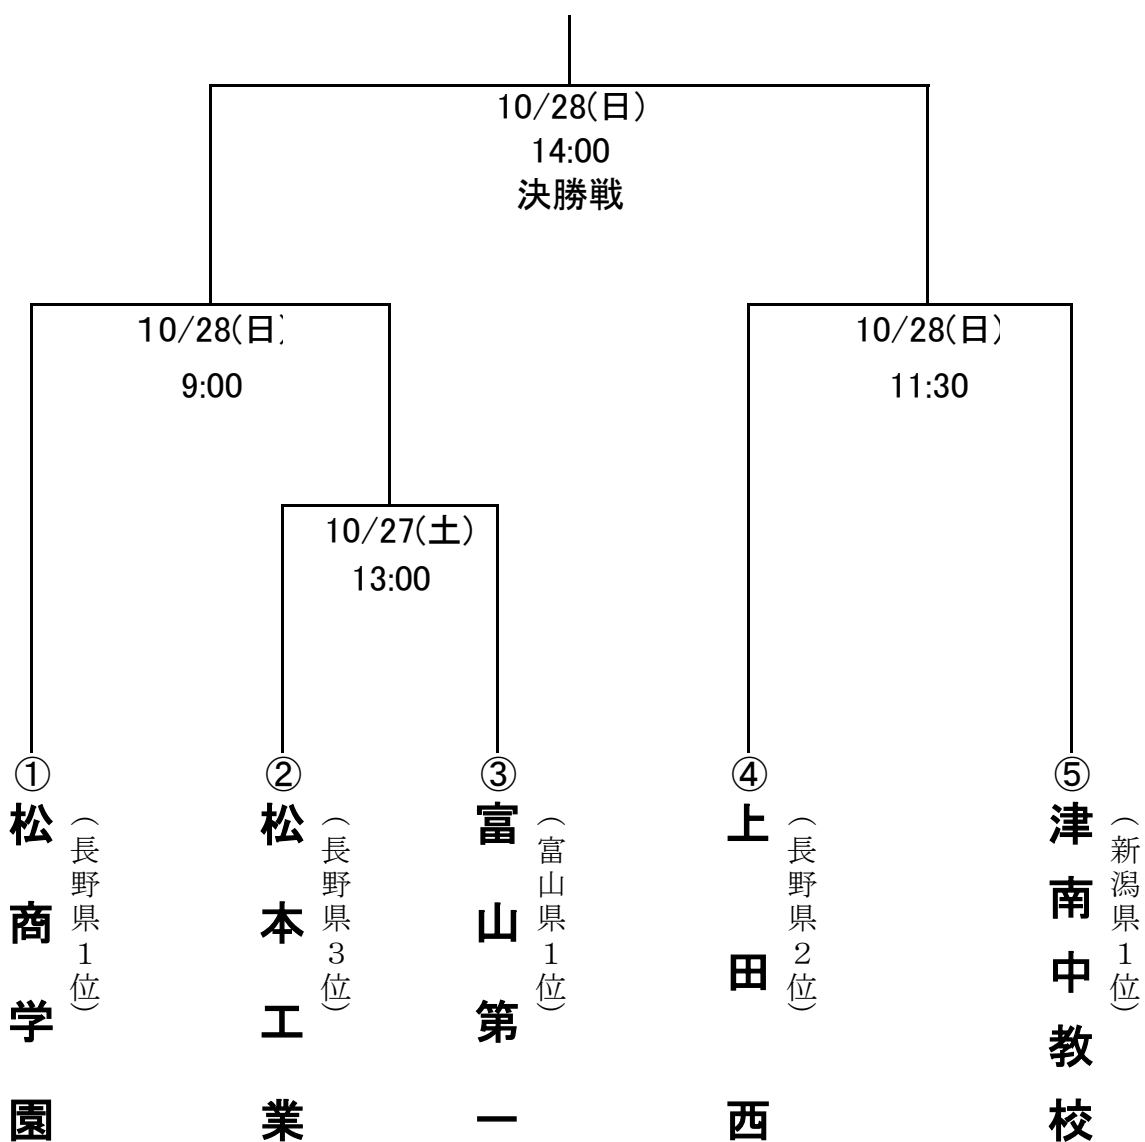 10/28(日)
14:00
決勝戦
10/28(日)
9:00
10/28(日)
11:30
10/27(土)
13:00
①
松商学園
(長野県1位)
②
松本工業
(長野県3位)
③
富山第一
(富山県1位)
④
上田西
(長野県2位)
⑤
津南中教校
(新潟県1位)